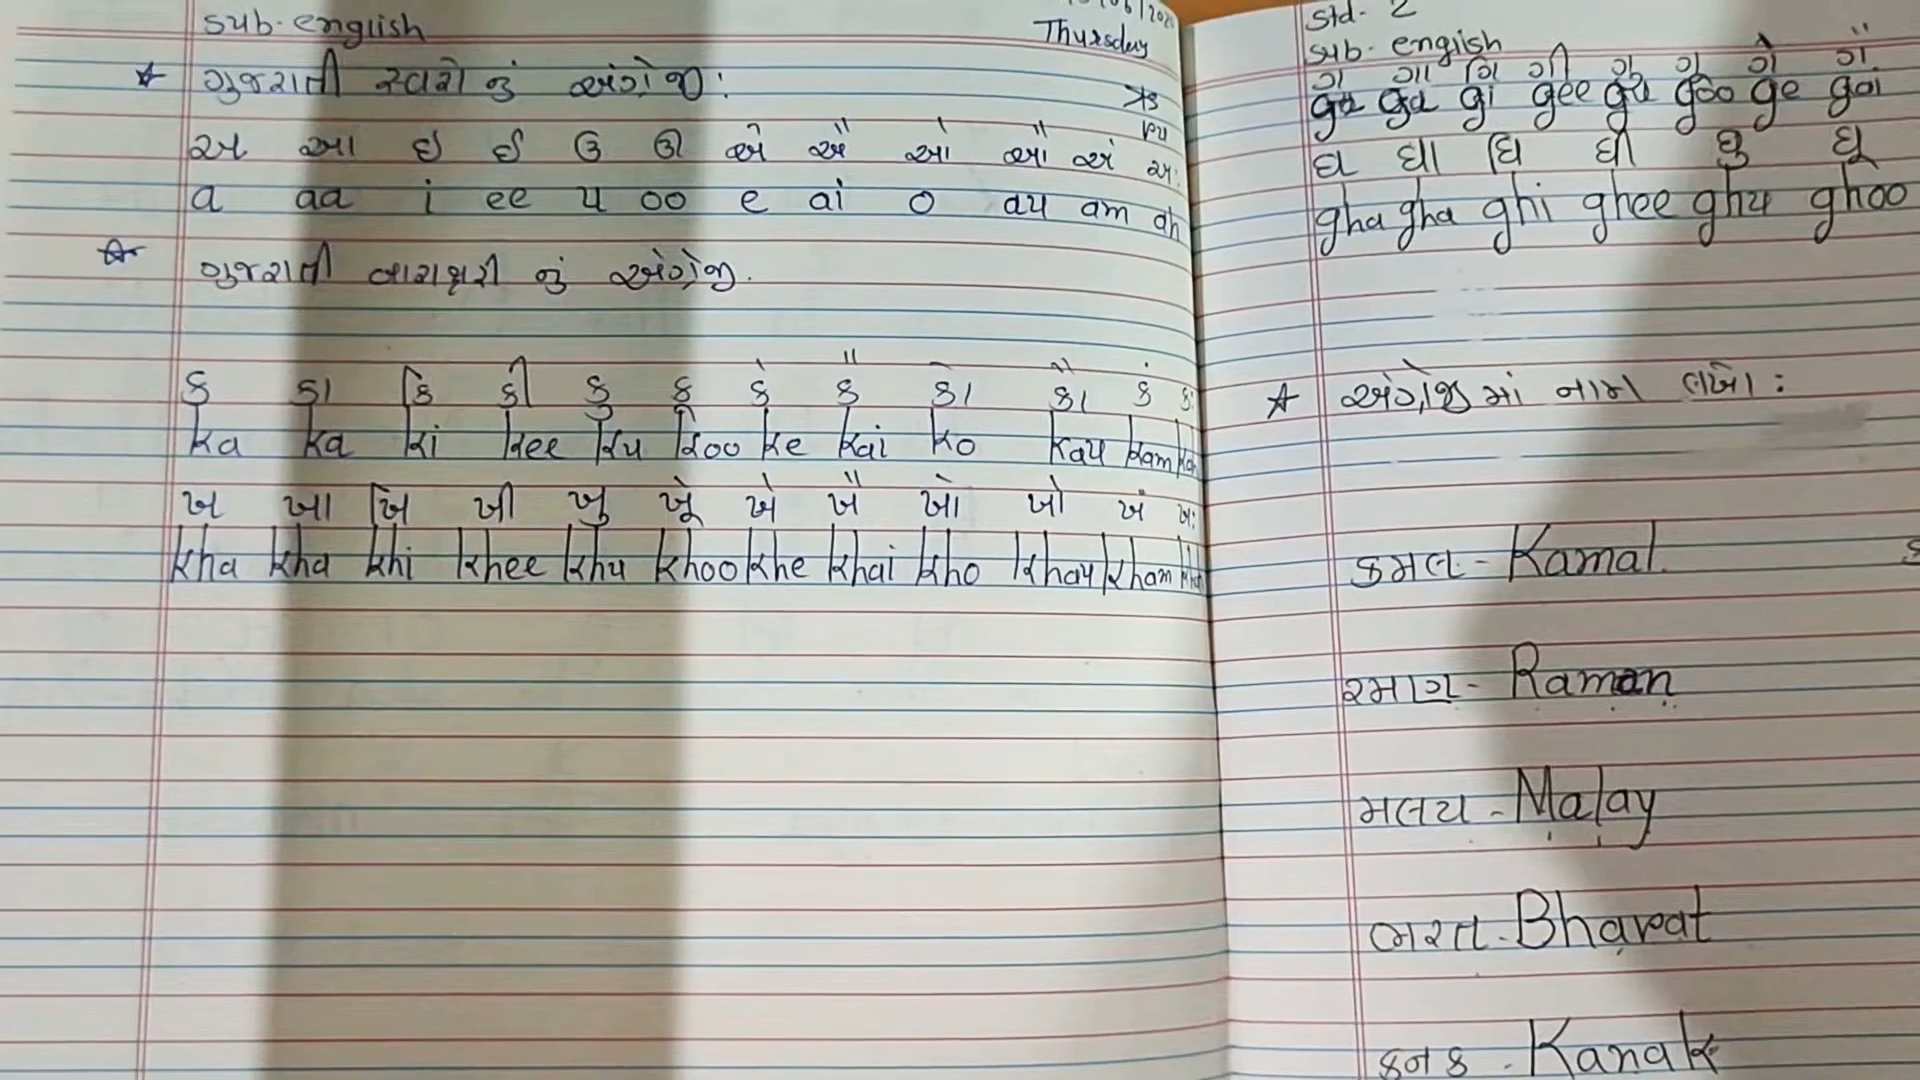 sub. english
Thursday
ગુજરાતી સ્વરો નું અંગ્રેજી:
અ આ ઇ ઈ ઉ ઊ એ ઐ ઓ ઔ અં અઃ
a aa i ee u oo e ai o au am ah
ગુજરાતી બારાક્ષરી નું અંગ્રેજી.
ક કા કિ કી કુ કૂ કે કૈ કો કૌ કં કઃ
ka ka ki kee ku koo ke kai ko kau kam kah
ખ ખા ખિ ખી ખુ ખૂ ખે ખૈ ખો ખૌ ખં ખઃ
kha kha khi khee khu khoo khe khai kho khau kham khah
Std. 2
sub. english
ગ ગા ગિ ગી ગુ ગૂ ગે ગૈ
ga ga gi gee gu goo ge gai
ઘ ઘા ઘિ ઘી ઘુ ઘૂ
gha gha ghi ghee ghu ghoo
અંગ્રેજી માં નામ લખો:
કમલ - Kamal
રમણ - Raman
મલય - Malay
ભરત - Bharat
કનક - Kanak